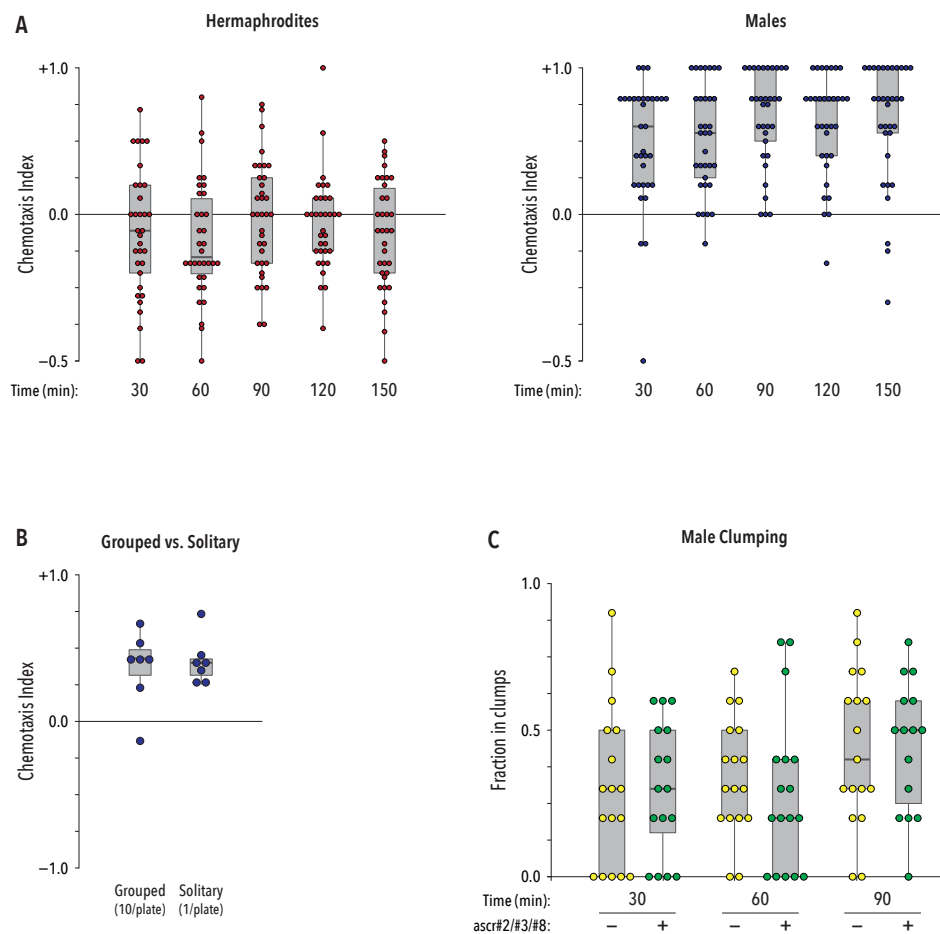 A
Hermaphrodites
Males
+1.0
0.0
−0.5
Chemotaxis Index
Time (min):
30 60 90 120 150
+1.0
0.0
−0.5
Chemotaxis Index
Time (min):
30 60 90 120 150
B
Grouped vs. Solitary
+1.0
0.0
−1.0
Chemotaxis Index
Grouped Solitary
(10/plate) (1/plate)
C
Male Clumping
1.0
0.5
0.0
Fraction in clumps
Time (min): 30 60 90
ascr#2/#3/#8: − + − + − +